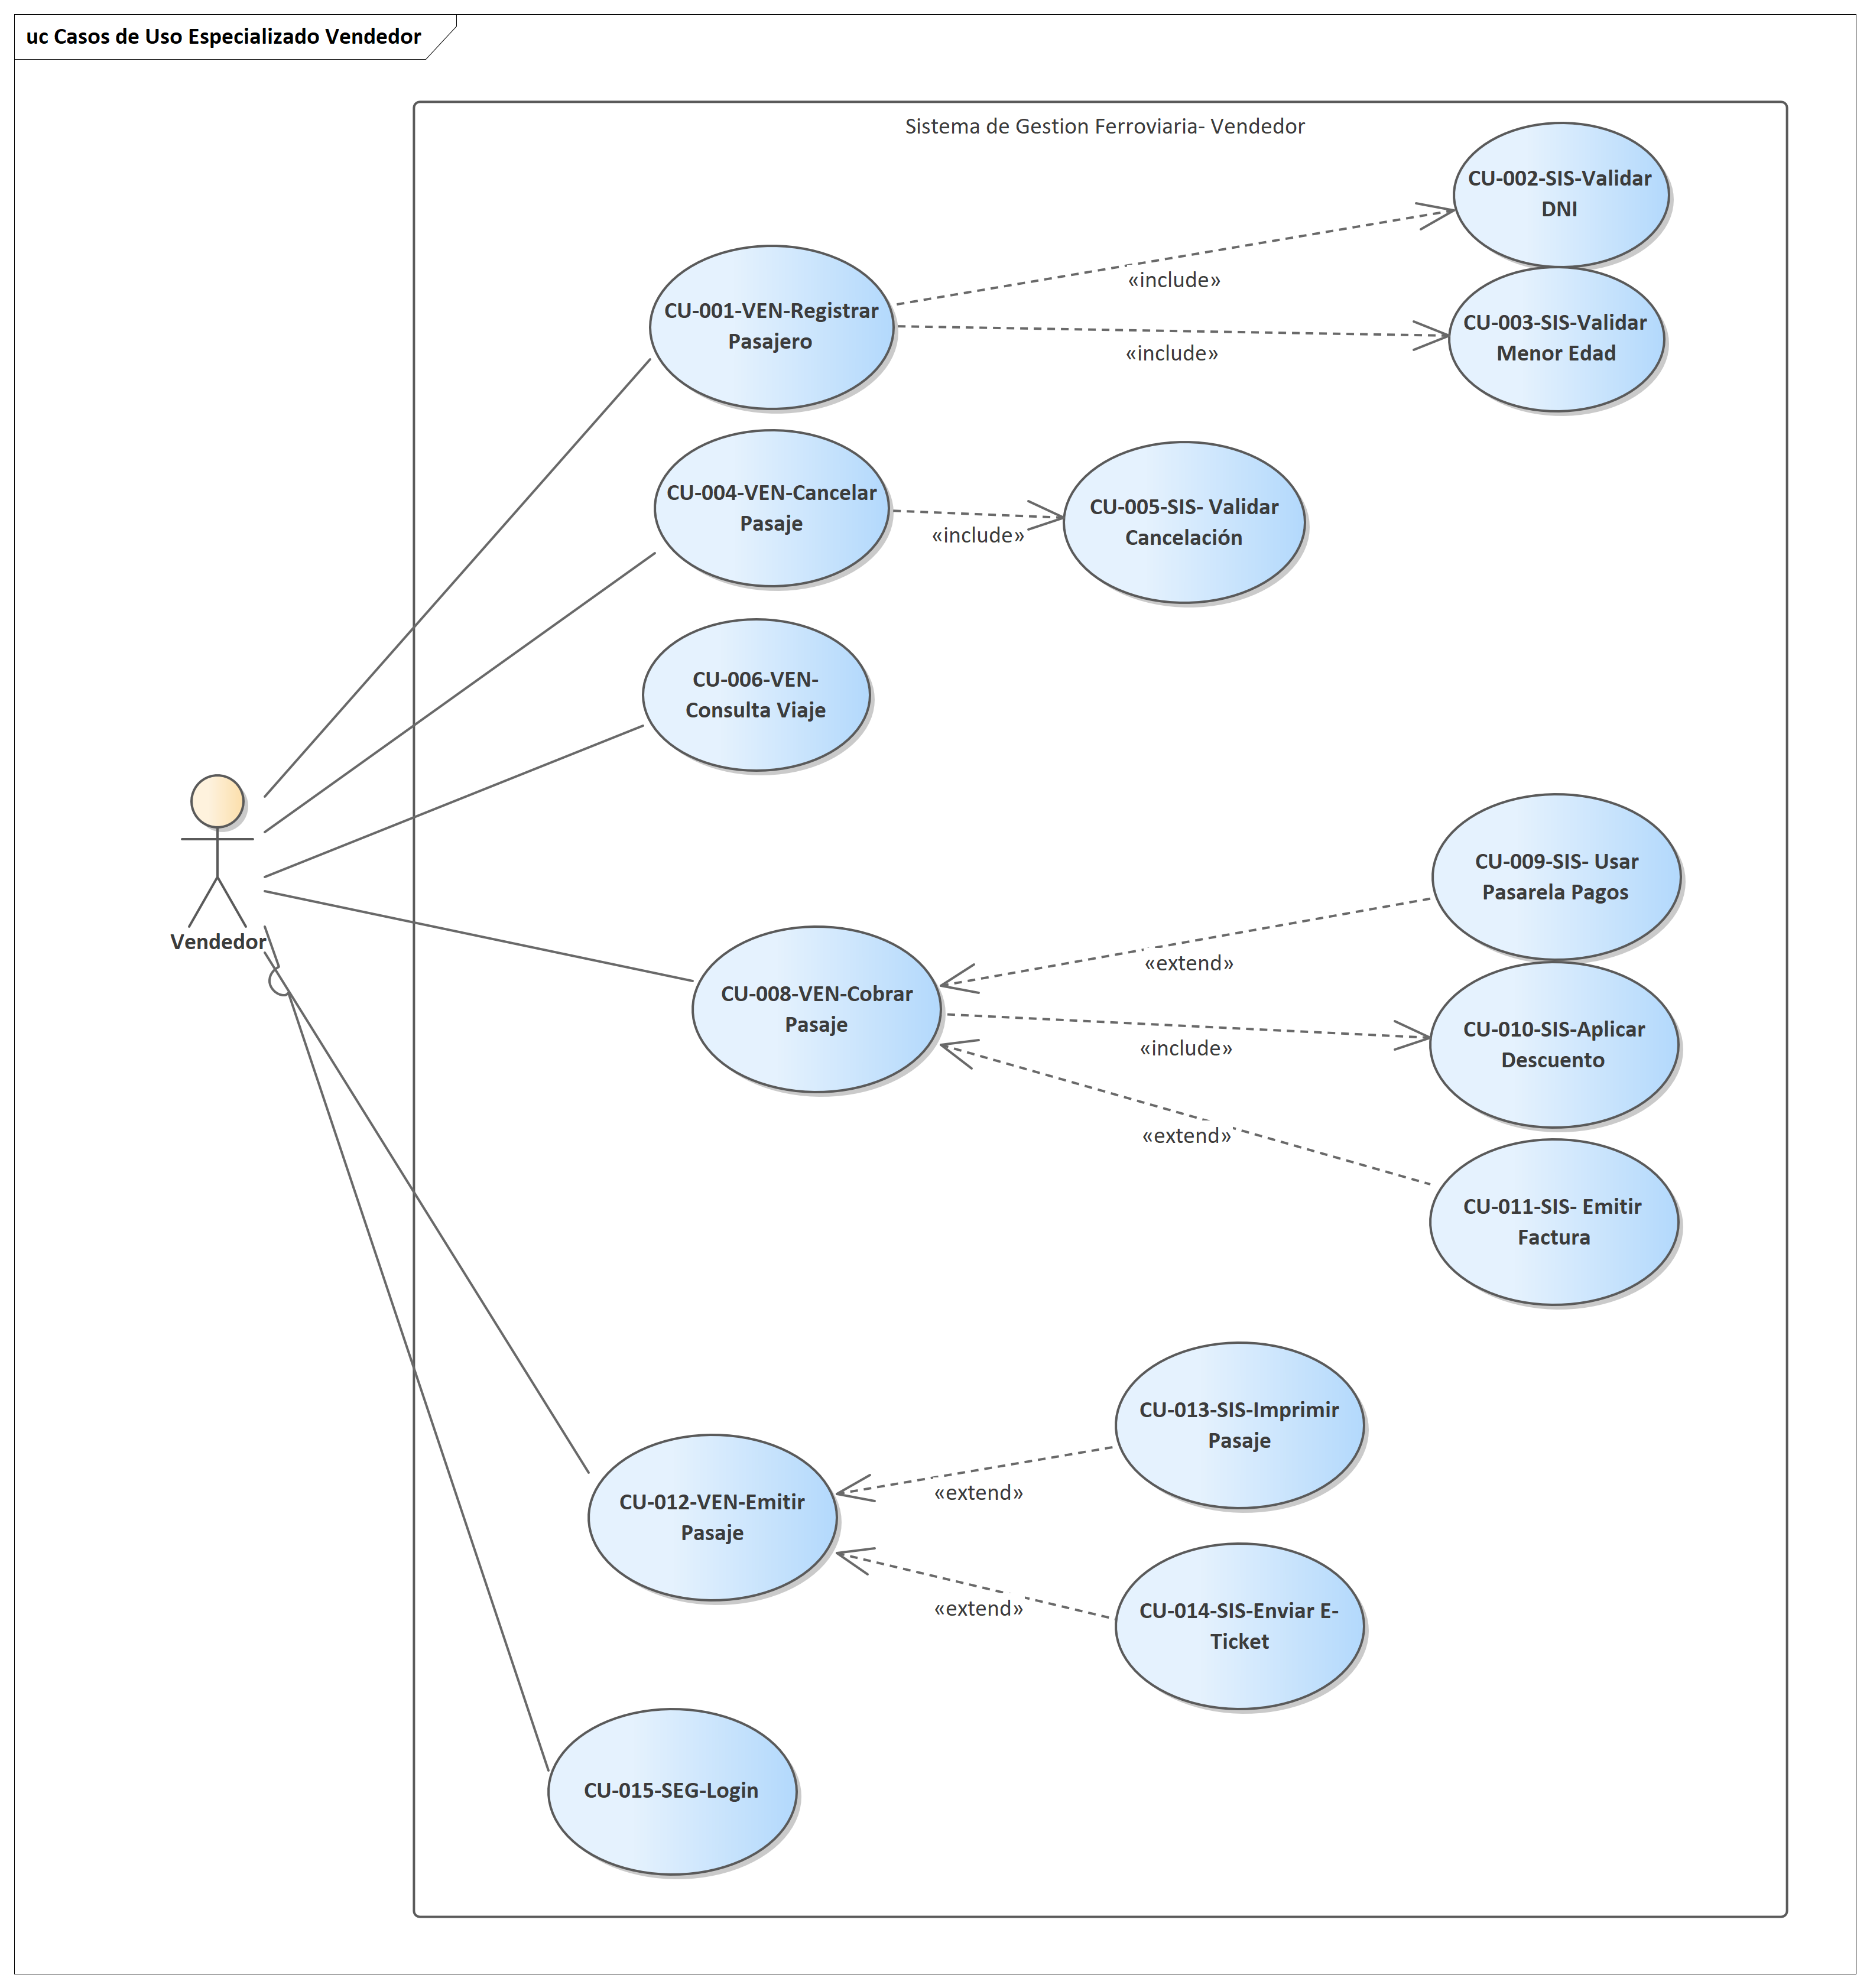 uc Casos de Uso Especializado Vendedor
Sistema de Gestion Ferroviaria- Vendedor
CU-002-SIS-Validar
DNI
«include»
CU-001-VEN-Registrar
Pasajero
CU-003-SIS-Validar
Menor Edad
«include»
CU-004-VEN-Cancelar
Pasaje
«include»
CU-005-SIS- Validar
Cancelación
CU-006-VEN-
Consulta Viaje
Vendedor
CU-009-SIS- Usar
Pasarela Pagos
«extend»
CU-008-VEN-Cobrar
Pasaje
«include»
CU-010-SIS-Aplicar
Descuento
«extend»
CU-011-SIS- Emitir
Factura
CU-013-SIS-Imprimir
Pasaje
«extend»
CU-012-VEN-Emitir
Pasaje
«extend»
CU-014-SIS-Enviar E-
Ticket
CU-015-SEG-Login